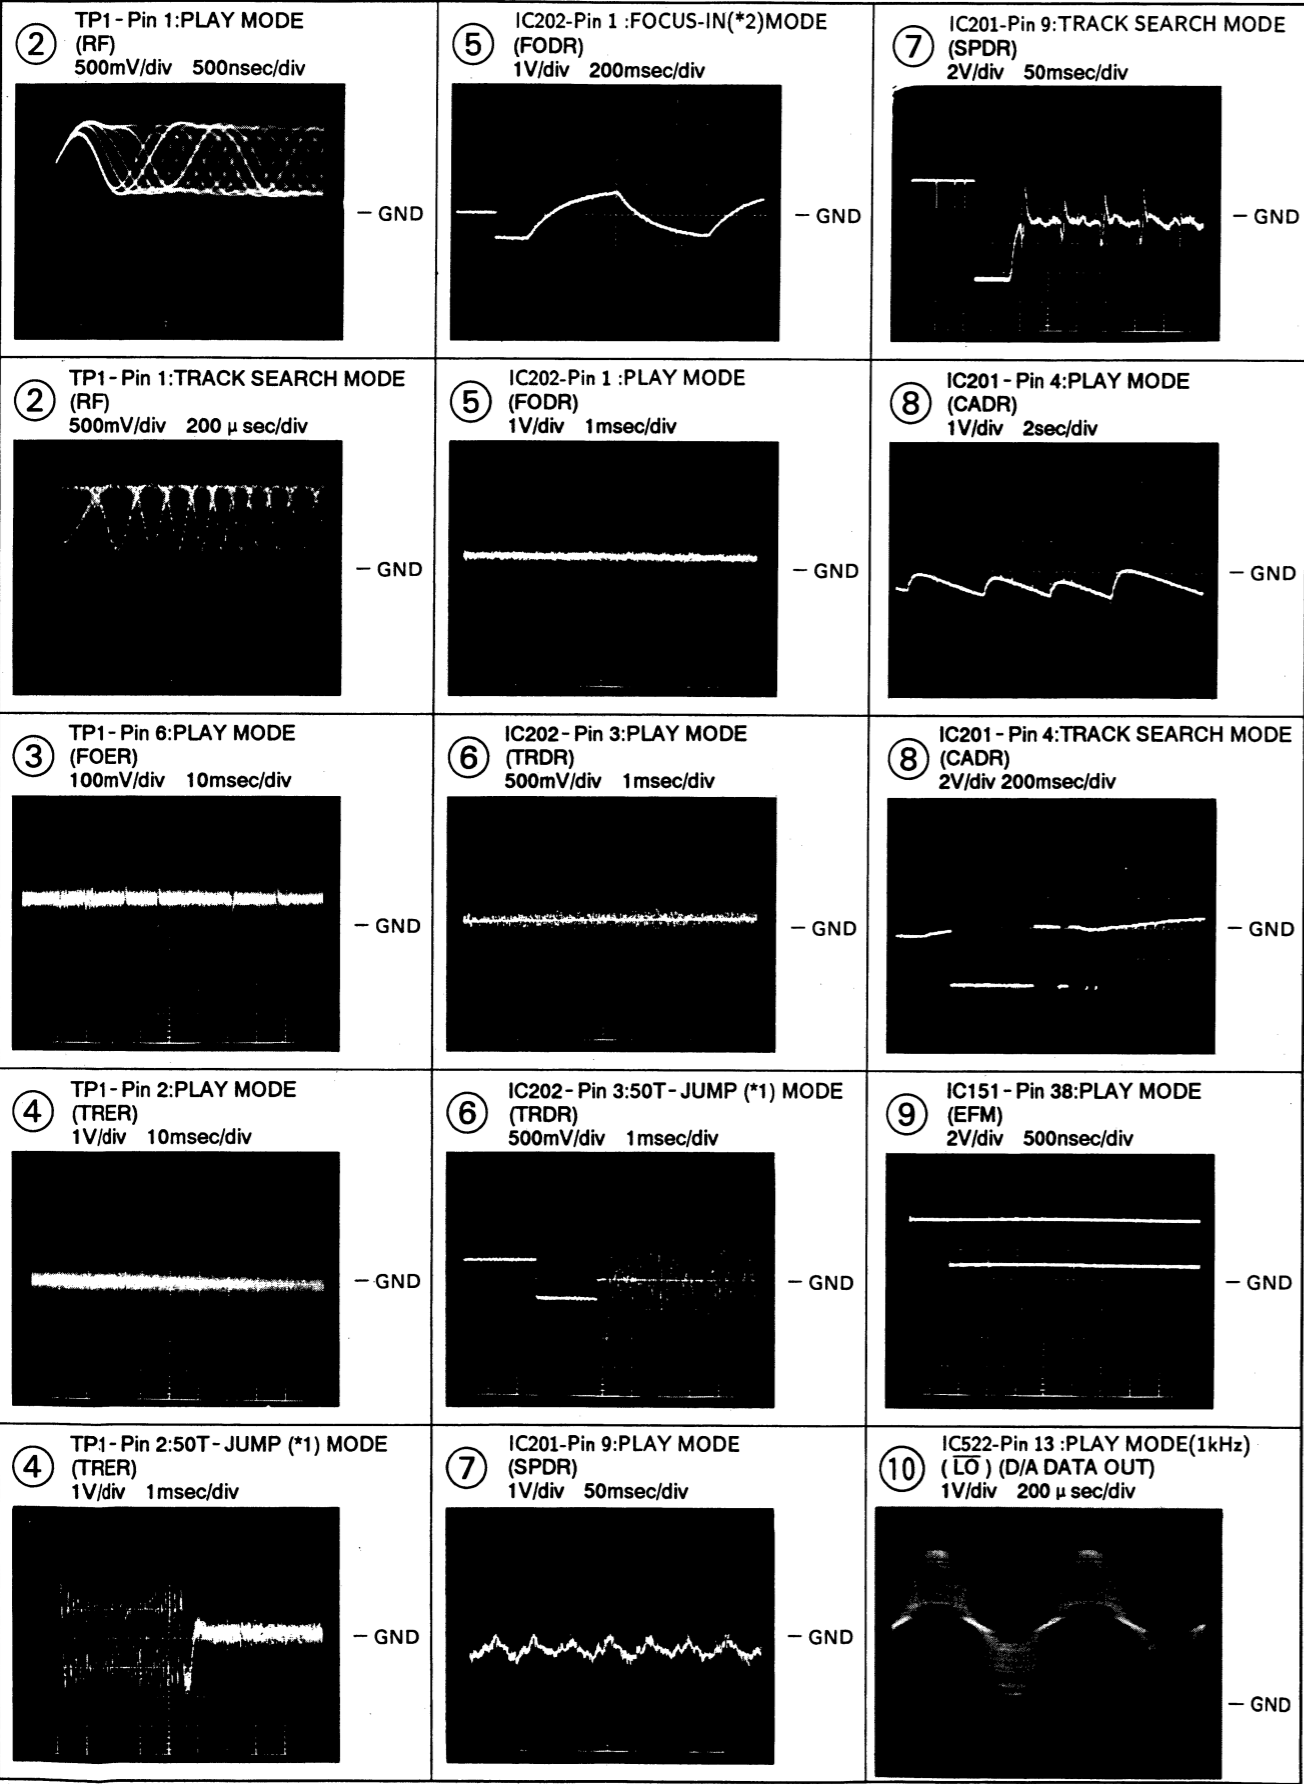 ② TP1-Pin 1:PLAY MODE
(RF)
500mV/div 500nsec/div
– GND
⑤ IC202-Pin 1 :FOCUS-IN(*2)MODE
(FODR)
1V/div 200msec/div
– GND
⑦ IC201-Pin 9:TRACK SEARCH MODE
(SPDR)
2V/div 50msec/div
– GND
② TP1-Pin 1:TRACK SEARCH MODE
(RF)
500mV/div 200 μ sec/div
– GND
⑤ IC202-Pin 1 :PLAY MODE
(FODR)
1V/div 1msec/div
– GND
⑧ IC201-Pin 4:PLAY MODE
(CADR)
1V/div 2sec/div
– GND
③ TP1-Pin 6:PLAY MODE
(FOER)
100mV/div 10msec/div
– GND
⑥ IC202-Pin 3:PLAY MODE
(TRDR)
500mV/div 1msec/div
– GND
⑧ IC201-Pin 4:TRACK SEARCH MODE
(CADR)
2V/div 200msec/div
– GND
④ TP1-Pin 2:PLAY MODE
(TRER)
1V/div 10msec/div
– GND
⑥ IC202-Pin 3:50T-JUMP (*1) MODE
(TRDR)
500mV/div 1msec/div
– GND
⑨ IC151-Pin 38:PLAY MODE
(EFM)
2V/div 500nsec/div
– GND
④ TP1-Pin 2:50T-JUMP (*1) MODE
(TRER)
1V/div 1msec/div
– GND
⑦ IC201-Pin 9:PLAY MODE
(SPDR)
1V/div 50msec/div
– GND
⑩ IC522-Pin 13 :PLAY MODE(1kHz)
( L̅O̅ ) (D/A DATA OUT)
1V/div 200 μ sec/div
– GND